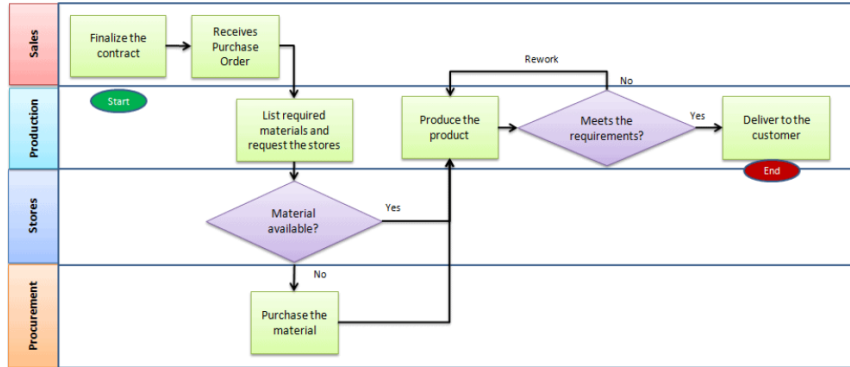 Sales
Finalize the
contract
Receives
Purchase
Order
Rework
No
Start
Production
List required
materials and
request the stores
Produce the
product
Meets the
requirements?
Yes
Deliver to the
customer
End
Stores
Material
available?
Yes
No
Procurement
Purchase the
material